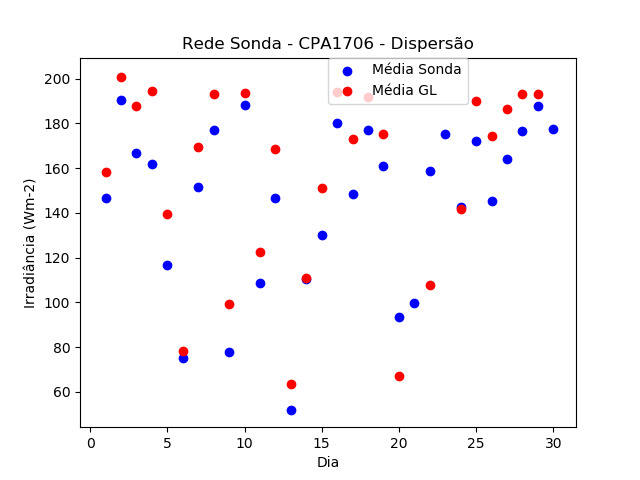 Rede Sonda - CPA1706 - Dispersão
Média Sonda
Média GL
Irradiância (Wm-2)
200
180
160
140
120
100
80
60
0 5 10 15 20 25 30
Dia